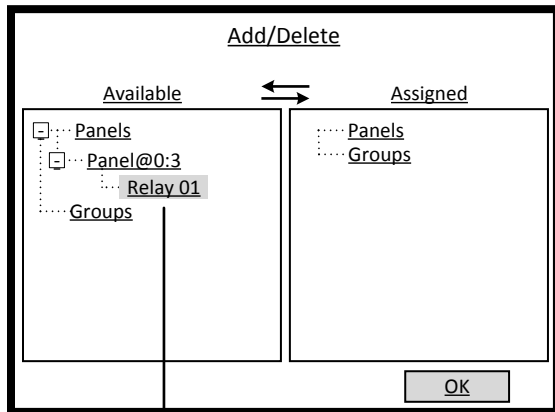 Add/Delete
Available
Assigned
Panels
Panel@0:3
Relay 01
Groups
Panels
Groups
OK